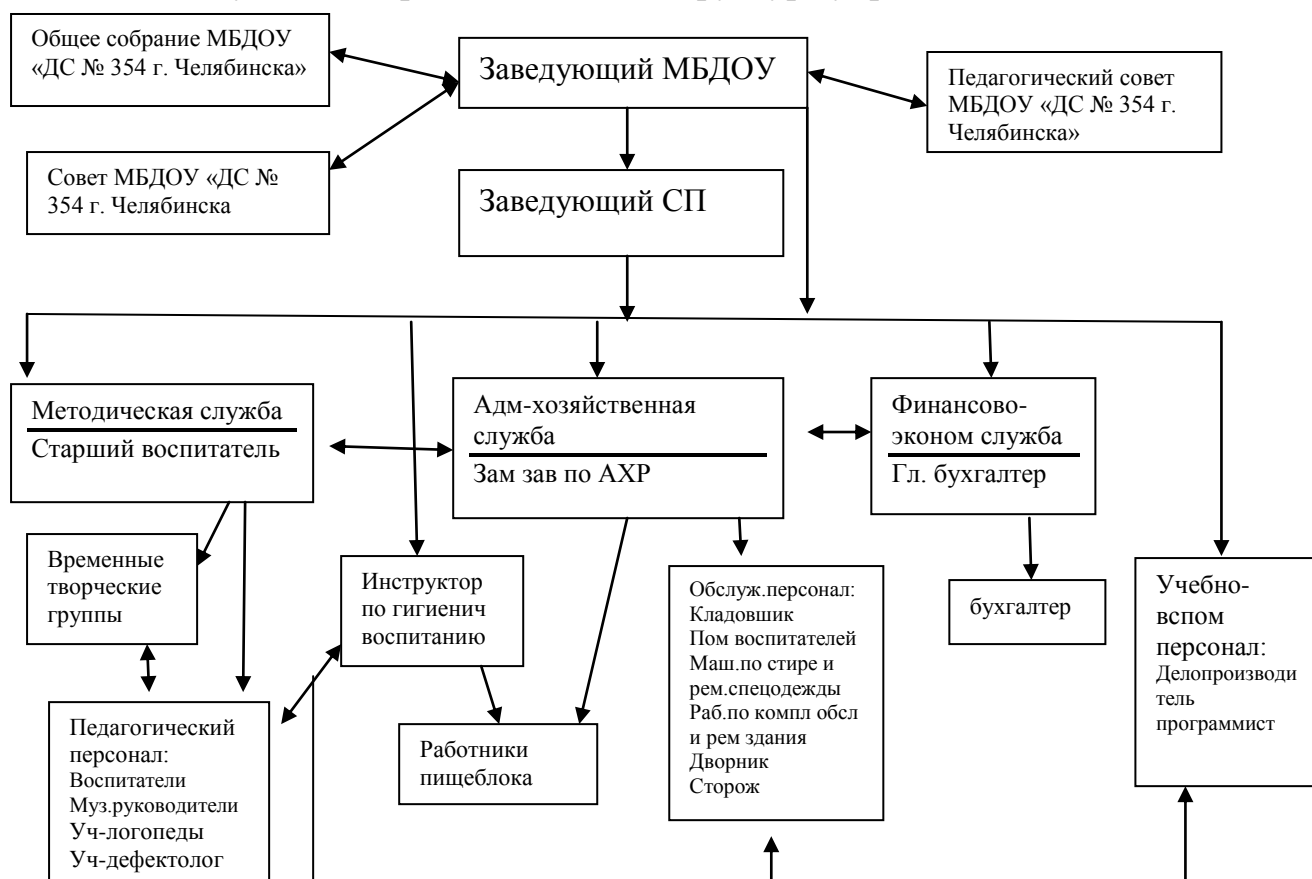 Общее собрание МБДОУ
«ДС № 354 г. Челябинска»
Заведующий МБДОУ
Педагогический совет
МБДОУ «ДС № 354 г.
Челябинска»
Совет МБДОУ «ДС №
354 г. Челябинска
Заведующий СП
Методическая служба
Старший воспитатель
Адм-хозяйственная
служба
Зам зав по АХР
Финансово-
эконом служба
Гл. бухгалтер
Временные
творческие
группы
Инструктор
по гигиенич
воспитанию
Обслуж.персонал:
Кладовшик
Пом воспитателей
Маш.по стире и
рем.спецодежды
Раб.по компл обсл
и рем здания
Дворник
Сторож
бухгалтер
Учебно-
вспом
персонал:
Делопроизводи
тель
программист
Педагогический
персонал:
Воспитатели
Муз.руководители
Уч-логопеды
Уч-дефектолог
Работники
пищеблока